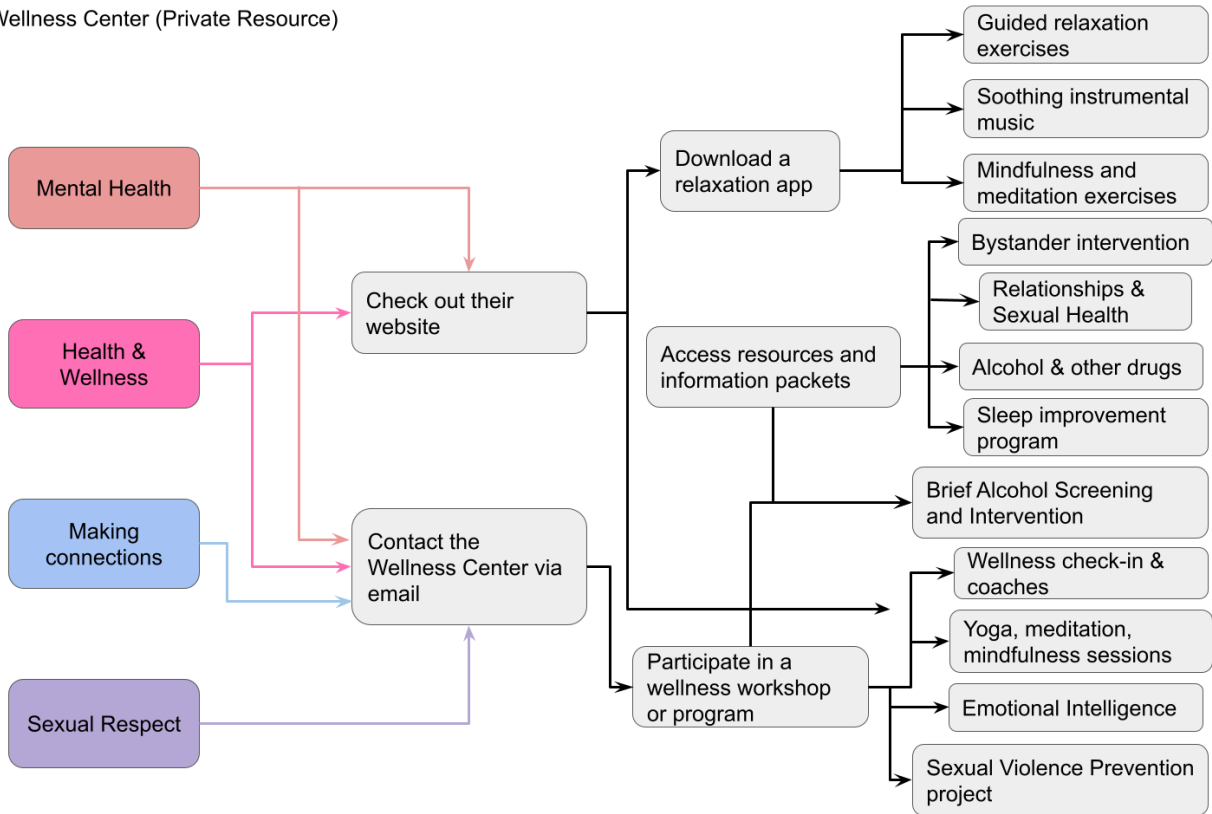 Wellness Center (Private Resource)
Mental Health
Health &
Wellness
Making
connections
Sexual Respect
Check out their
website
Contact the
Wellness Center via
email
Download a
relaxation app
Access resources and
information packets
Participate in a
wellness workshop
or program
Guided relaxation
exercises
Soothing instrumental
music
Mindfulness and
meditation exercises
Bystander intervention
Relationships &
Sexual Health
Alcohol & other drugs
Sleep improvement
program
Brief Alcohol Screening
and Intervention
Wellness check-in &
coaches
Yoga, meditation,
mindfulness sessions
Emotional Intelligence
Sexual Violence Prevention
project